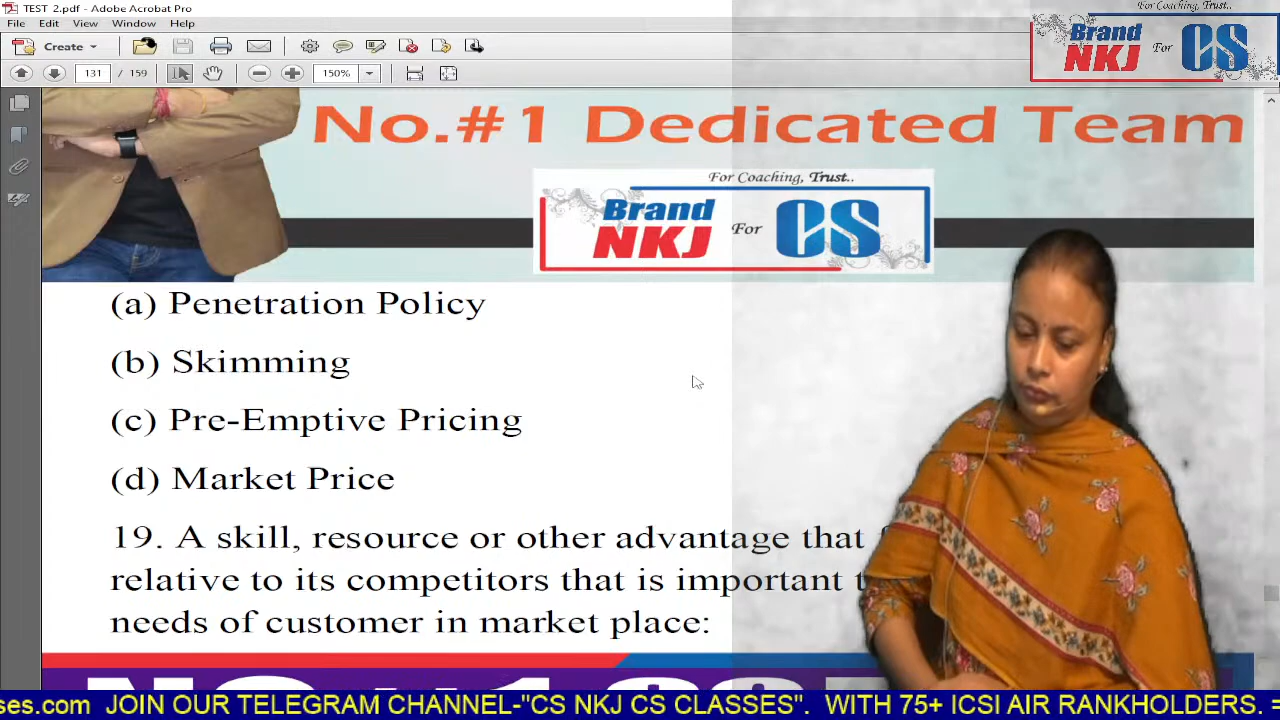 TEST 2.pdf - Adobe Acrobat Pro
File Edit View Window Help
Create
131 / 159
150%
For Coaching, Trust..
Brand
NKJ For CS
No.#1 Dedicated Team
For Coaching, Trust..
Brand
NKJ For CS
(a) Penetration Policy
(b) Skimming
(c) Pre-Emptive Pricing
(d) Market Price
19. A skill, resource or other advantage that
relative to its competitors that is important
needs of customer in market place:
ses.com JOIN OUR TELEGRAM CHANNEL-"CS NKJ CS CLASSES". WITH 75+ ICSI AIR RANKHOLDERS.